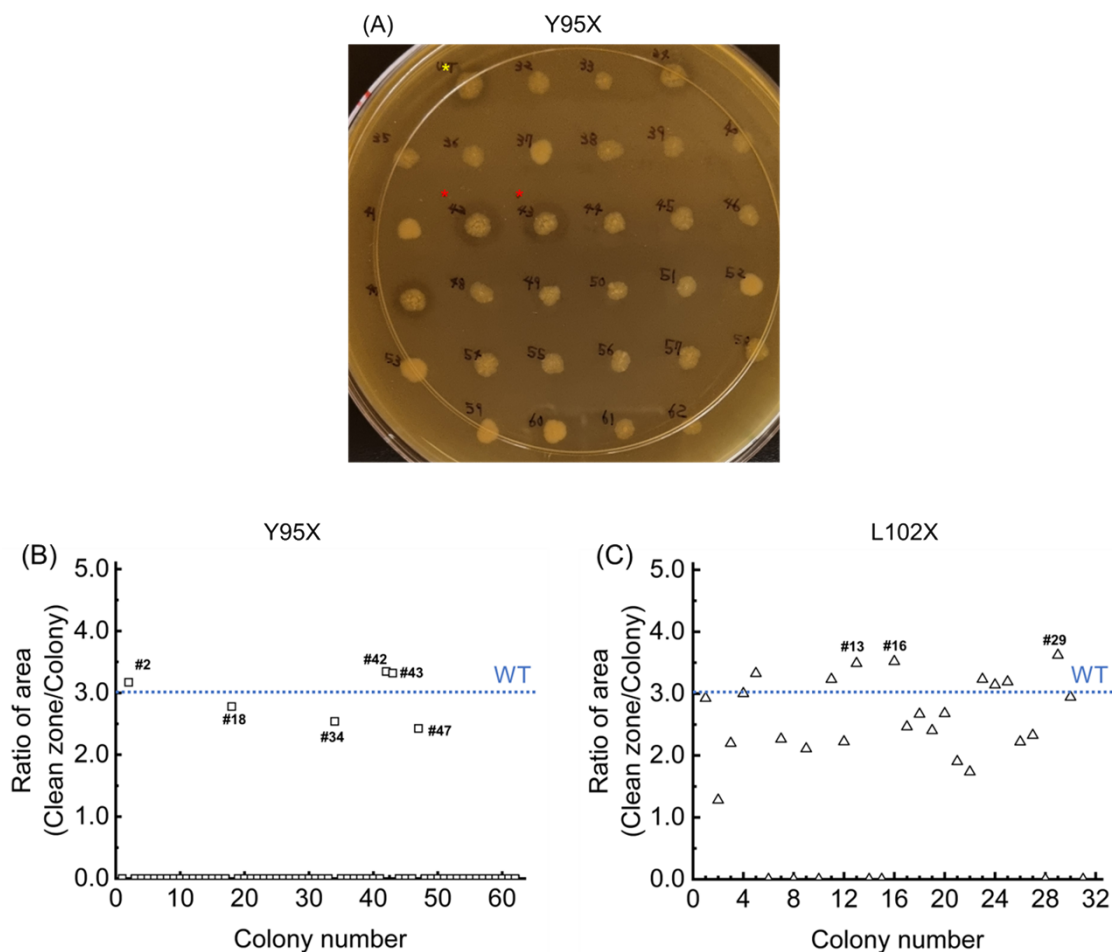 (A) Y95X
* WT 32 33 34
35 36 37 38 39 40
41 42 43 44 45 46
48 49 50 51 52
53 54 55 56 57 58
59 60 61 62
(B) Y95X
Ratio of area
(Clean zone/Colony)
5.0
4.0
3.0
2.0
1.0
0.0
#2
#18
#34
#42
#43
#47
WT
0 10 20 30 40 50 60
Colony number
(C) L102X
Ratio of area
(Clean zone/Colony)
5.0
4.0
3.0
2.0
1.0
0.0
#13
#16
#29
WT
0 4 8 12 16 20 24 28 32
Colony number